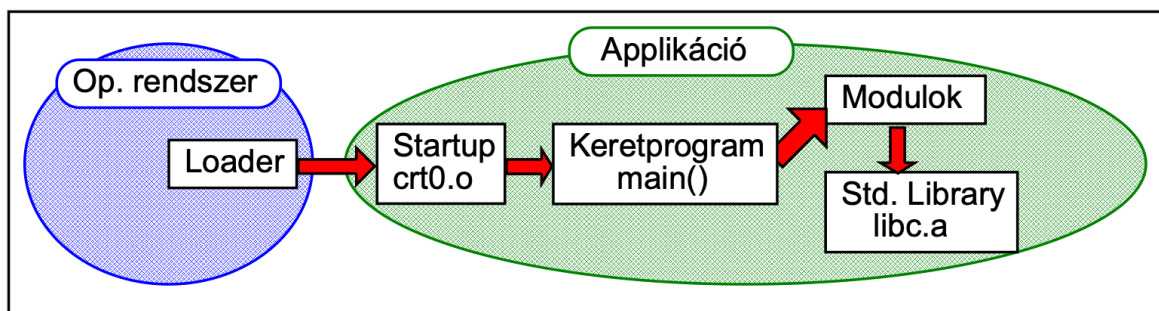 Op. rendszer
Loader
Applikáció
Startup
crt0.o
Keretprogram
main()
Modulok
Std. Library
libc.a